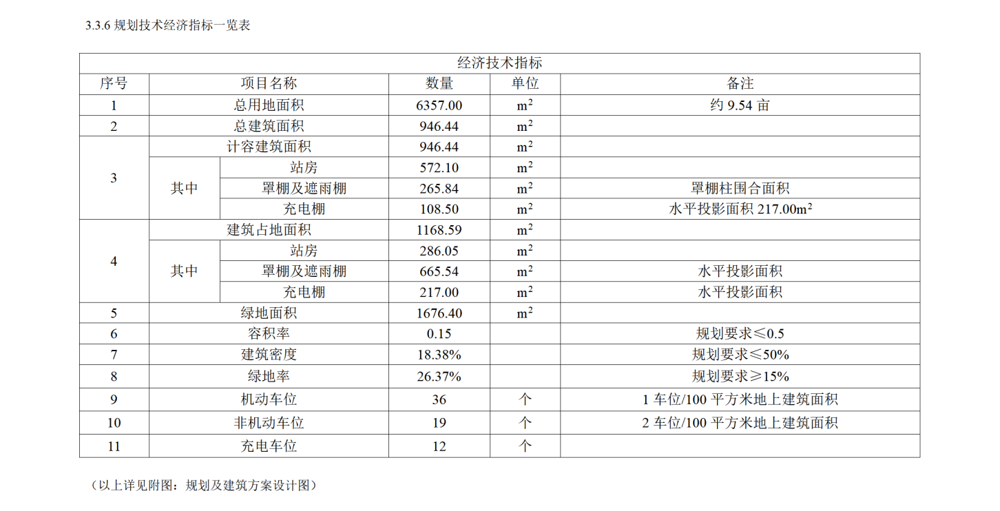 3.3.6 规划技术经济指标一览表
经济技术指标
序号 项目名称 数量 单位 备注
1 总用地面积 6357.00 m² 约 9.54 亩
2 总建筑面积 946.44 m²
3 计容建筑面积 946.44 m²
其中 站房 572.10 m²
罩棚及遮雨棚 265.84 m² 罩棚柱围合面积
充电棚 108.50 m² 水平投影面积 217.00m²
4 建筑占地面积 1168.59 m²
其中 站房 286.05 m²
罩棚及遮雨棚 665.54 m² 水平投影面积
充电棚 217.00 m² 水平投影面积
5 绿地面积 1676.40 m²
6 容积率 0.15 规划要求≤0.5
7 建筑密度 18.38% 规划要求≤50%
8 绿地率 26.37% 规划要求≥15%
9 机动车位 36 个 1 车位/100 平方米地上建筑面积
10 非机动车位 19 个 2 车位/100 平方米地上建筑面积
11 充电车位 12 个
（以上详见附图：规划及建筑方案设计图）